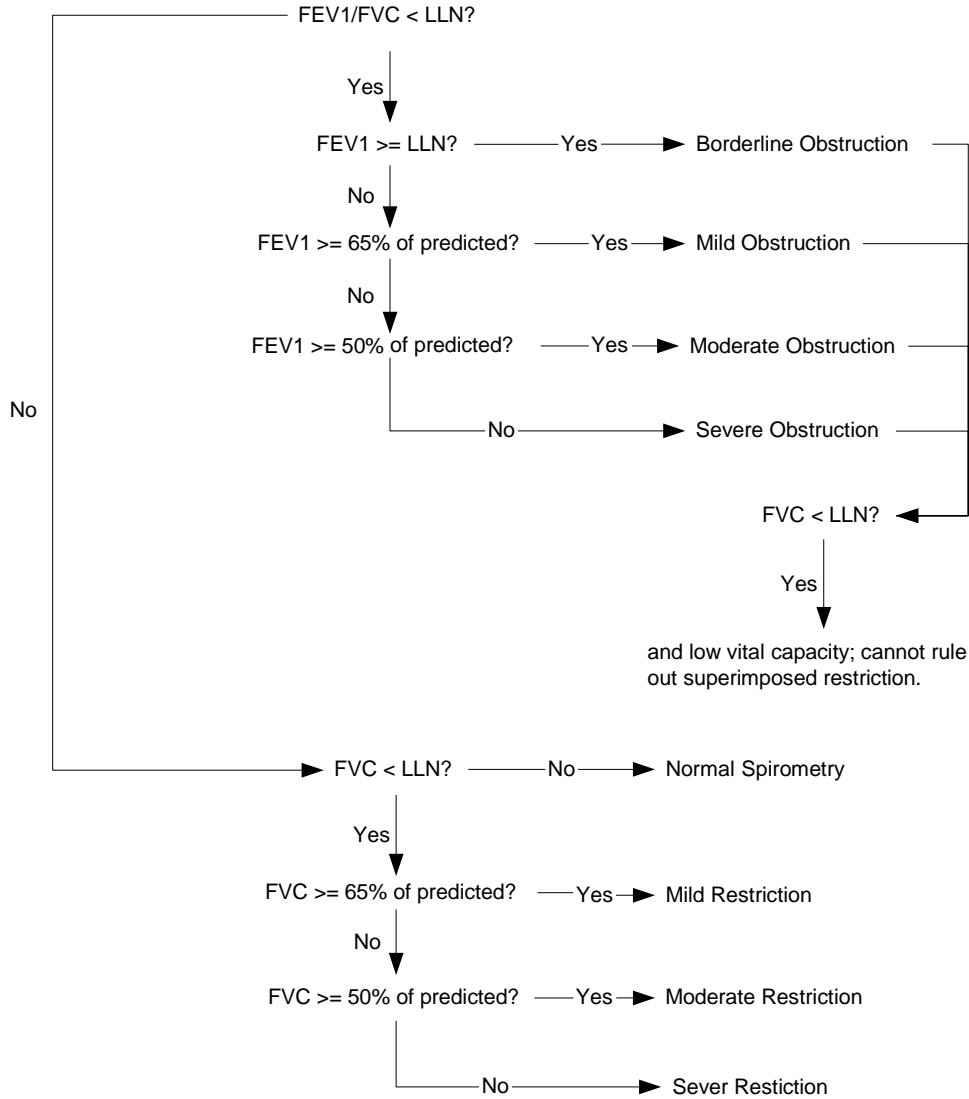 FEV1/FVC < LLN?
Yes
FEV1 >= LLN?
Yes
Borderline Obstruction
No
FEV1 >= 65% of predicted?
Yes
Mild Obstruction
No
FEV1 >= 50% of predicted?
Yes
Moderate Obstruction
No
No
Severe Obstruction
FVC < LLN?
Yes
and low vital capacity; cannot rule
out superimposed restriction.
FVC < LLN?
No
Normal Spirometry
Yes
FVC >= 65% of predicted?
Yes
Mild Restriction
No
FVC >= 50% of predicted?
Yes
Moderate Restriction
No
Sever Restiction